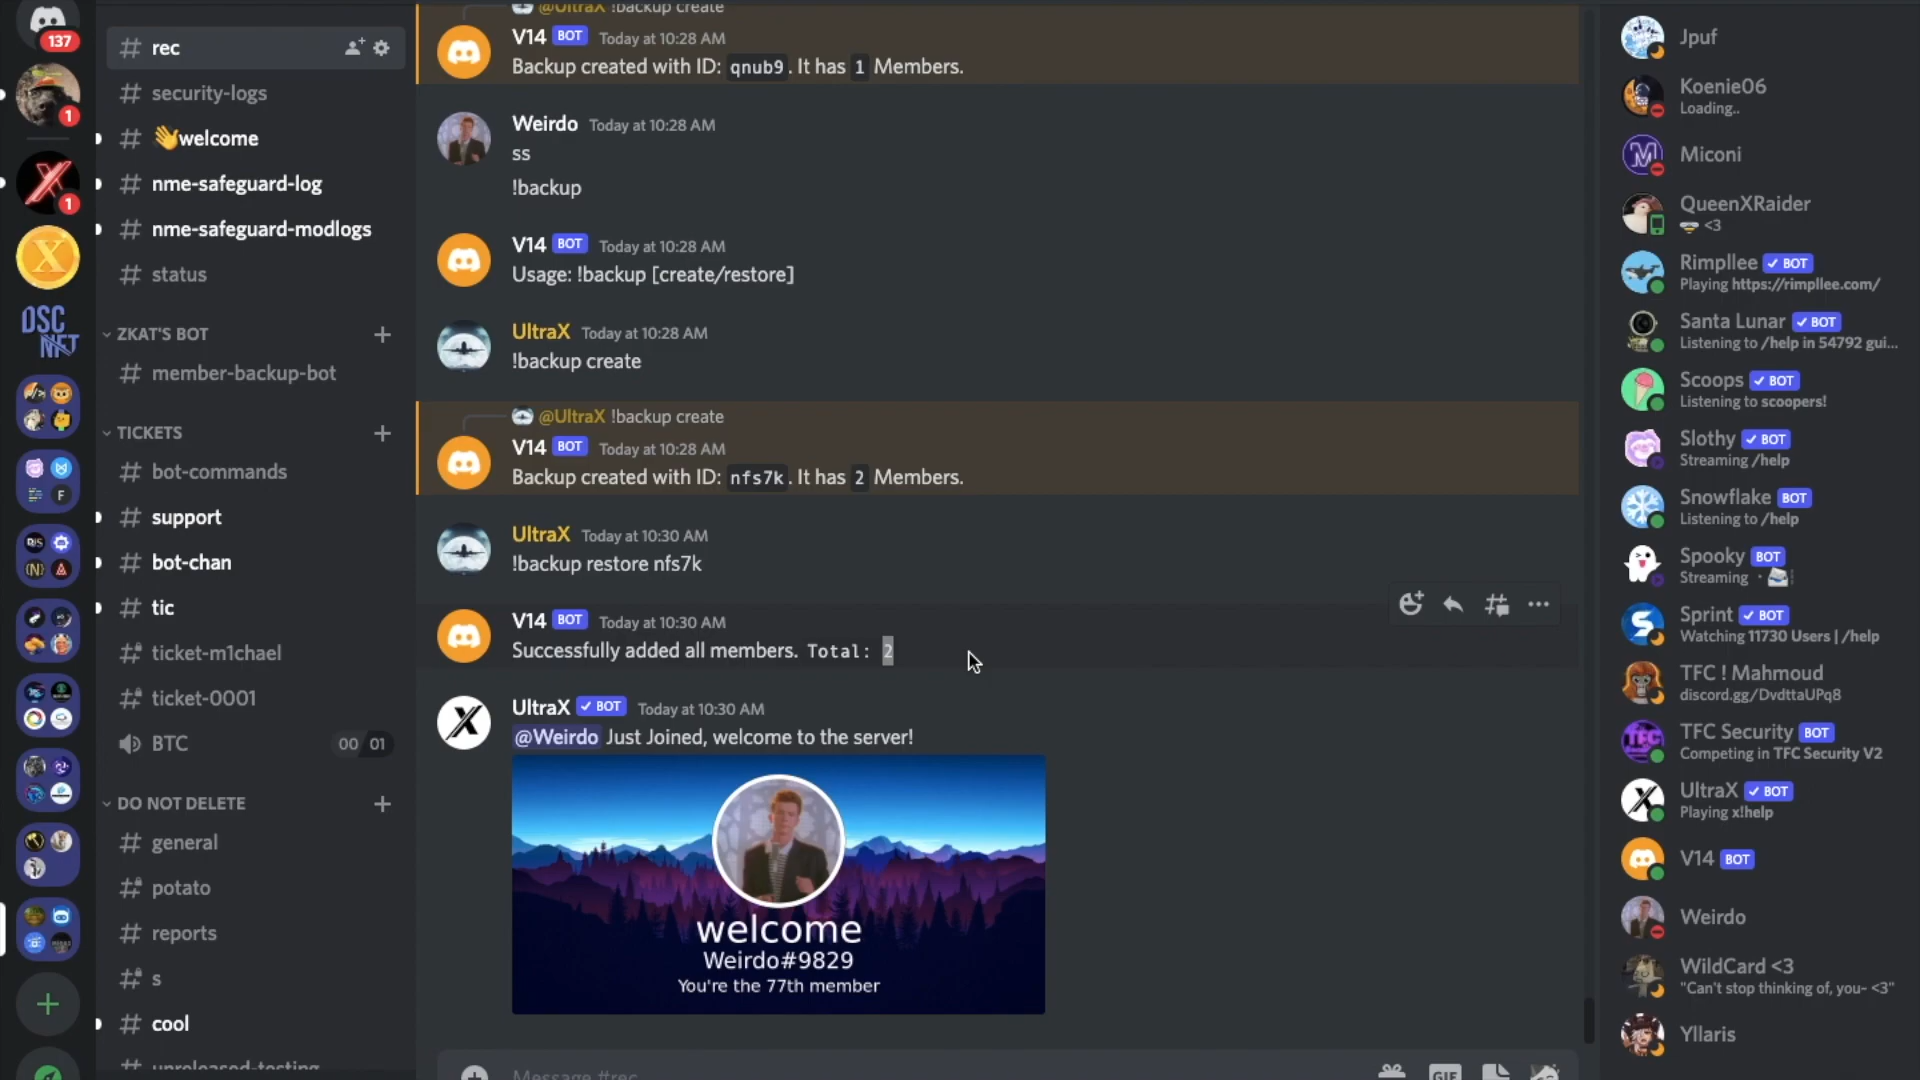 137
1
1
X
DSC
NFT
rec
security-logs
👋welcome
nme-safeguard-log
nme-safeguard-modlogs
status
ZKAT'S BOT
member-backup-bot
TICKETS
bot-commands
support
bot-chan
tic
ticket-m1chael
ticket-0001
BTC 00 01
DO NOT DELETE
general
potato
reports
s
cool
unreleased-testing
@UltraX !backup create
V14 BOT Today at 10:28 AM
Backup created with ID: qnub9. It has 1 Members.
Weirdo Today at 10:28 AM
ss
!backup
V14 BOT Today at 10:28 AM
Usage: !backup [create/restore]
UltraX Today at 10:28 AM
!backup create
@UltraX !backup create
V14 BOT Today at 10:28 AM
Backup created with ID: nfs7k. It has 2 Members.
UltraX Today at 10:30 AM
!backup restore nfs7k
V14 BOT Today at 10:30 AM
Successfully added all members. Total: 2
UltraX ✓ BOT Today at 10:30 AM
@Weirdo Just Joined, welcome to the server!
welcome
Weirdo#9829
You're the 77th member
Message #rec
GIF
Jpuf
Koenie06
Loading..
Miconi
QueenXRaider
<3
Rimpllee ✓ BOT
Playing https://rimpllee.com/
Santa Lunar ✓ BOT
Listening to /help in 54792 gui...
Scoops ✓ BOT
Listening to scoopers!
Slothy ✓ BOT
Streaming /help
Snowflake BOT
Listening to /help
Spooky BOT
Streaming ·
Sprint ✓ BOT
Watching 11730 Users | /help
TFC ! Mahmoud
discord.gg/DvdttaUPq8
TFC Security BOT
Competing in TFC Security V2
UltraX ✓ BOT
Playing x!help
V14 BOT
Weirdo
WildCard <3
"Can't stop thinking of, you- <3"
Yllaris